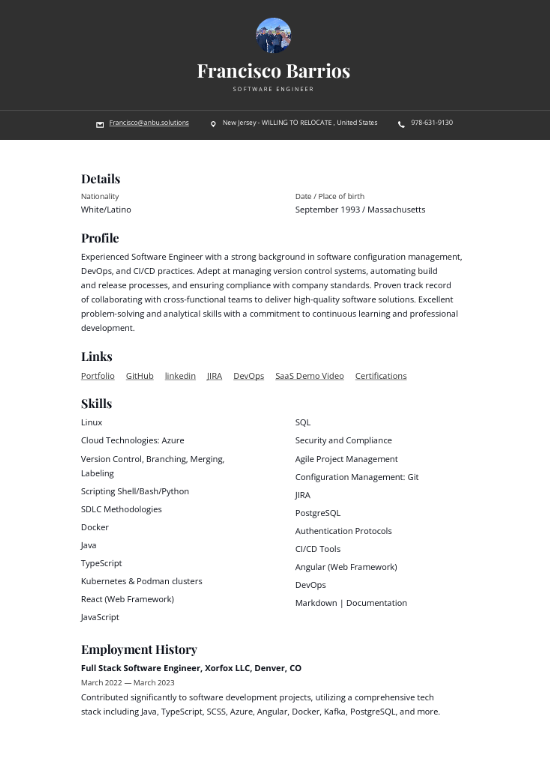 Francisco Barrios
SOFTWARE ENGINEER
Francisco@anbu.solutions
New Jersey - WILLING TO RELOCATE , United States
978-631-9130
Details
Nationality
White/Latino
Date / Place of birth
September 1993 / Massachusetts
Profile
Experienced Software Engineer with a strong background in software configuration management,
DevOps, and CI/CD practices. Adept at managing version control systems, automating build
and release processes, and ensuring compliance with company standards. Proven track record
of collaborating with cross-functional teams to deliver high-quality software solutions. Excellent
problem-solving and analytical skills with a commitment to continuous learning and professional
development.
Links
Portfolio GitHub linkedin JIRA DevOps SaaS Demo Video Certifications
Skills
Linux
Cloud Technologies: Azure
Version Control, Branching, Merging,
Labeling
Scripting Shell/Bash/Python
SDLC Methodologies
Docker
Java
TypeScript
Kubernetes & Podman clusters
React (Web Framework)
JavaScript
SQL
Security and Compliance
Agile Project Management
Configuration Management: Git
JIRA
PostgreSQL
Authentication Protocols
CI/CD Tools
Angular (Web Framework)
DevOps
Markdown | Documentation
Employment History
Full Stack Software Engineer, Xorfox LLC, Denver, CO
March 2022 — March 2023
Contributed significantly to software development projects, utilizing a comprehensive tech
stack including Java, TypeScript, SCSS, Azure, Angular, Docker, Kafka, PostgreSQL, and more.